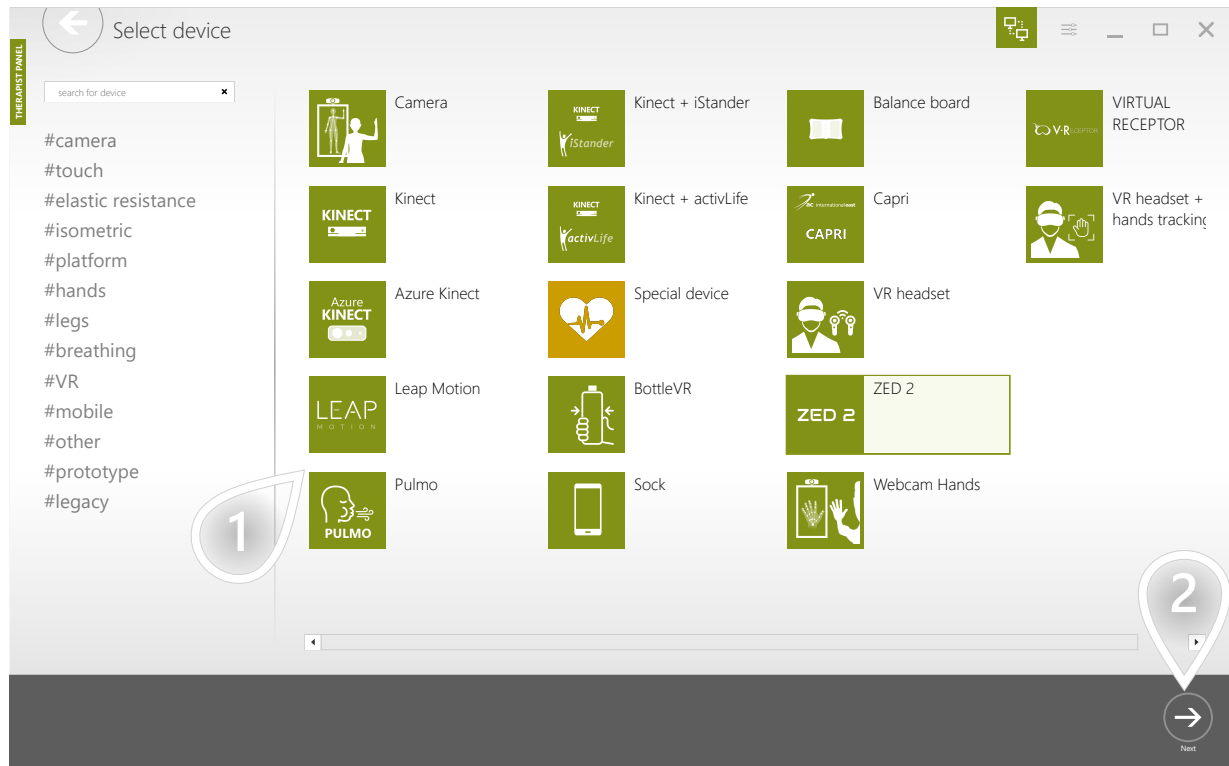 Select device
THERAPIST PANEL
search for device
#camera
#touch
#elastic resistance
#isometric
#platform
#hands
#legs
#breathing
#VR
#mobile
#other
#prototype
#legacy
1
Camera
KINECT
iStander
Kinect + iStander
Balance board
V·RECEPTOR
VIRTUAL
RECEPTOR
KINECT
Kinect
KINECT
activLife
Kinect + activLife
ac internationaleast
CAPRI
Capri
VR headset +
hands tracking
Azure
KINECT
Azure Kinect
Special device
VR headset
LEAP
MOTION
Leap Motion
BottleVR
ZED 2
ZED 2
PULMO
Pulmo
Sock
Webcam Hands
2
Next